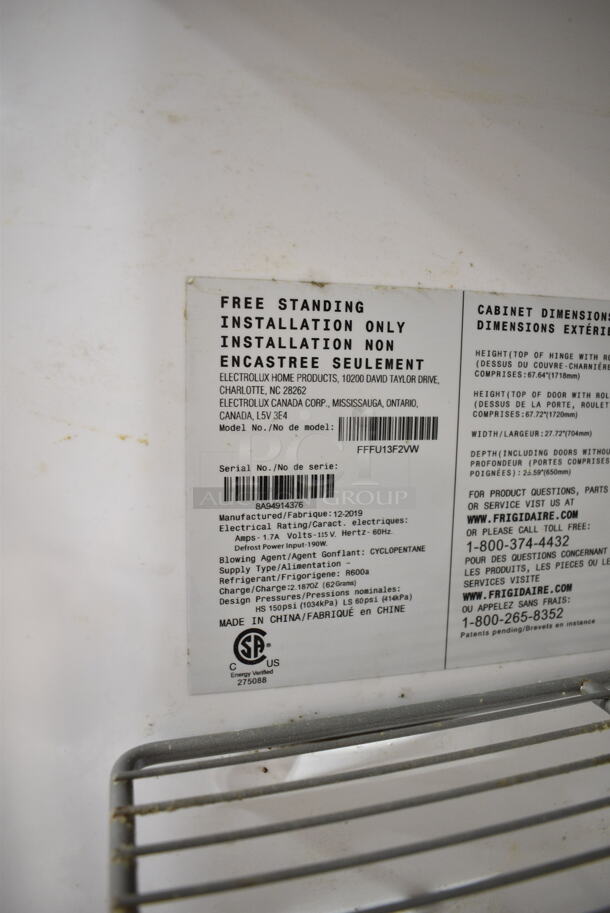 FREE STANDING
INSTALLATION ONLY
INSTALLATION NON
ENCASTREE SEULEMENT
ELECTROLUX HOME PRODUCTS, 10200 DAVID TAYLOR DRIVE,
CHARLOTTE, NC 28262
ELECTROLUX CANADA CORP., MISSISSAUGA, ONTARIO,
CANADA, L5V 3E4
Model No./No de model:
FFFU13F2VW
Serial No./No de serie:
8A94914376
Manufactured/Fabrique: 12-2019
Electrical Rating/Caract. electriques:
Amps- 1.7A Volts- 115 V. Hertz- 60Hz.
Defrost Power Input-190W.
Blowing Agent/Agent Gonflant: CYCLOPENTANE
Supply Type/Alimentation -
Refrigerant/Frigorigene: R600a
Charge/Charge: 2.187OZ (62Grams)
Design Pressures/Pressions nominales:
HS 150psi (1034kPa) LS 60psi (414kPa)
MADE IN CHINA/FABRIQUÉ en CHINE
SA
C US
Energy Verified
275088
CABINET DIMENSIONS
DIMENSIONS EXTÉRIE
HEIGHT(TOP OF HINGE WITH RO
(DESSUS DU COUVRE-CHARNIÈRE
COMPRISES:67.64"(1718mm)
HEIGHT(TOP OF DOOR WITH ROL
(DESSUS DE LA PORTE, ROULET
COMPRISES:67.72"(1720mm)
WIDTH/LARGEUR:27.72"(704mm)
DEPTH(INCLUDING DOORS WITHOU
PROFONDEUR (PORTES COMPRISES
POIGNÉES): (650mm)
FOR PRODUCT QUESTIONS, PARTS
OR SERVICE VIST US AT
WWW.FRIGIDAIRE.COM
OR PLEASE CALL TOLL FREE:
1-800-374-4432
POUR DES QUESTIONS CONCERNANT
LES PRODUITS, LES PIECES OU LE
SERVICES VISITE
WWW.FRIGIDAIRE.COM
OU APPELEZ SANS FRAIS:
1-800-265-8352
Patents pending/Brevets en instance
PCI
AUCTION GROUP